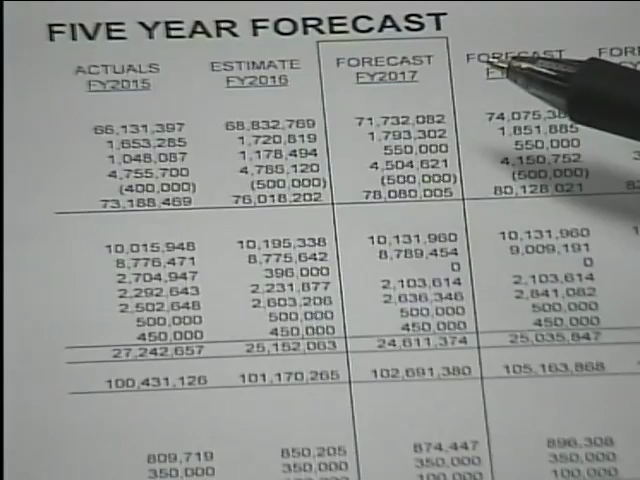 FIVE YEAR FORECAST
ACTUALS ESTIMATE FORECAST FORECAST
FY2015 FY2016 FY2017
66,131,397 68,832,769 71,732,082
1,653,285 1,720,819 1,793,302 1,851,885
1,048,087 1,178,494 550,000 550,000
4,755,700 4,786,120 4,504,621 4,150,752
(400,000) (500,000) (500,000) (500,000)
73,188,469 76,018,202 78,080,005 80,128,021
10,015,948 10,195,338 10,131,960 10,131,960
8,776,471 8,775,642 8,789,454 9,009,191
2,704,947 396,000 0 0
2,292,643 2,231,877 2,103,614 2,103,614
2,502,648 2,603,206 2,636,346 2,841,082
500,000 500,000 500,000 500,000
450,000 450,000 450,000 450,000
27,242,657 25,152,063 24,611,374 25,035,847
100,431,126 101,170,265 102,691,380 105,163,868
809,719 850,205 874,447 896,308
350,000 350,000 350,000 350,000
100,000 100,000